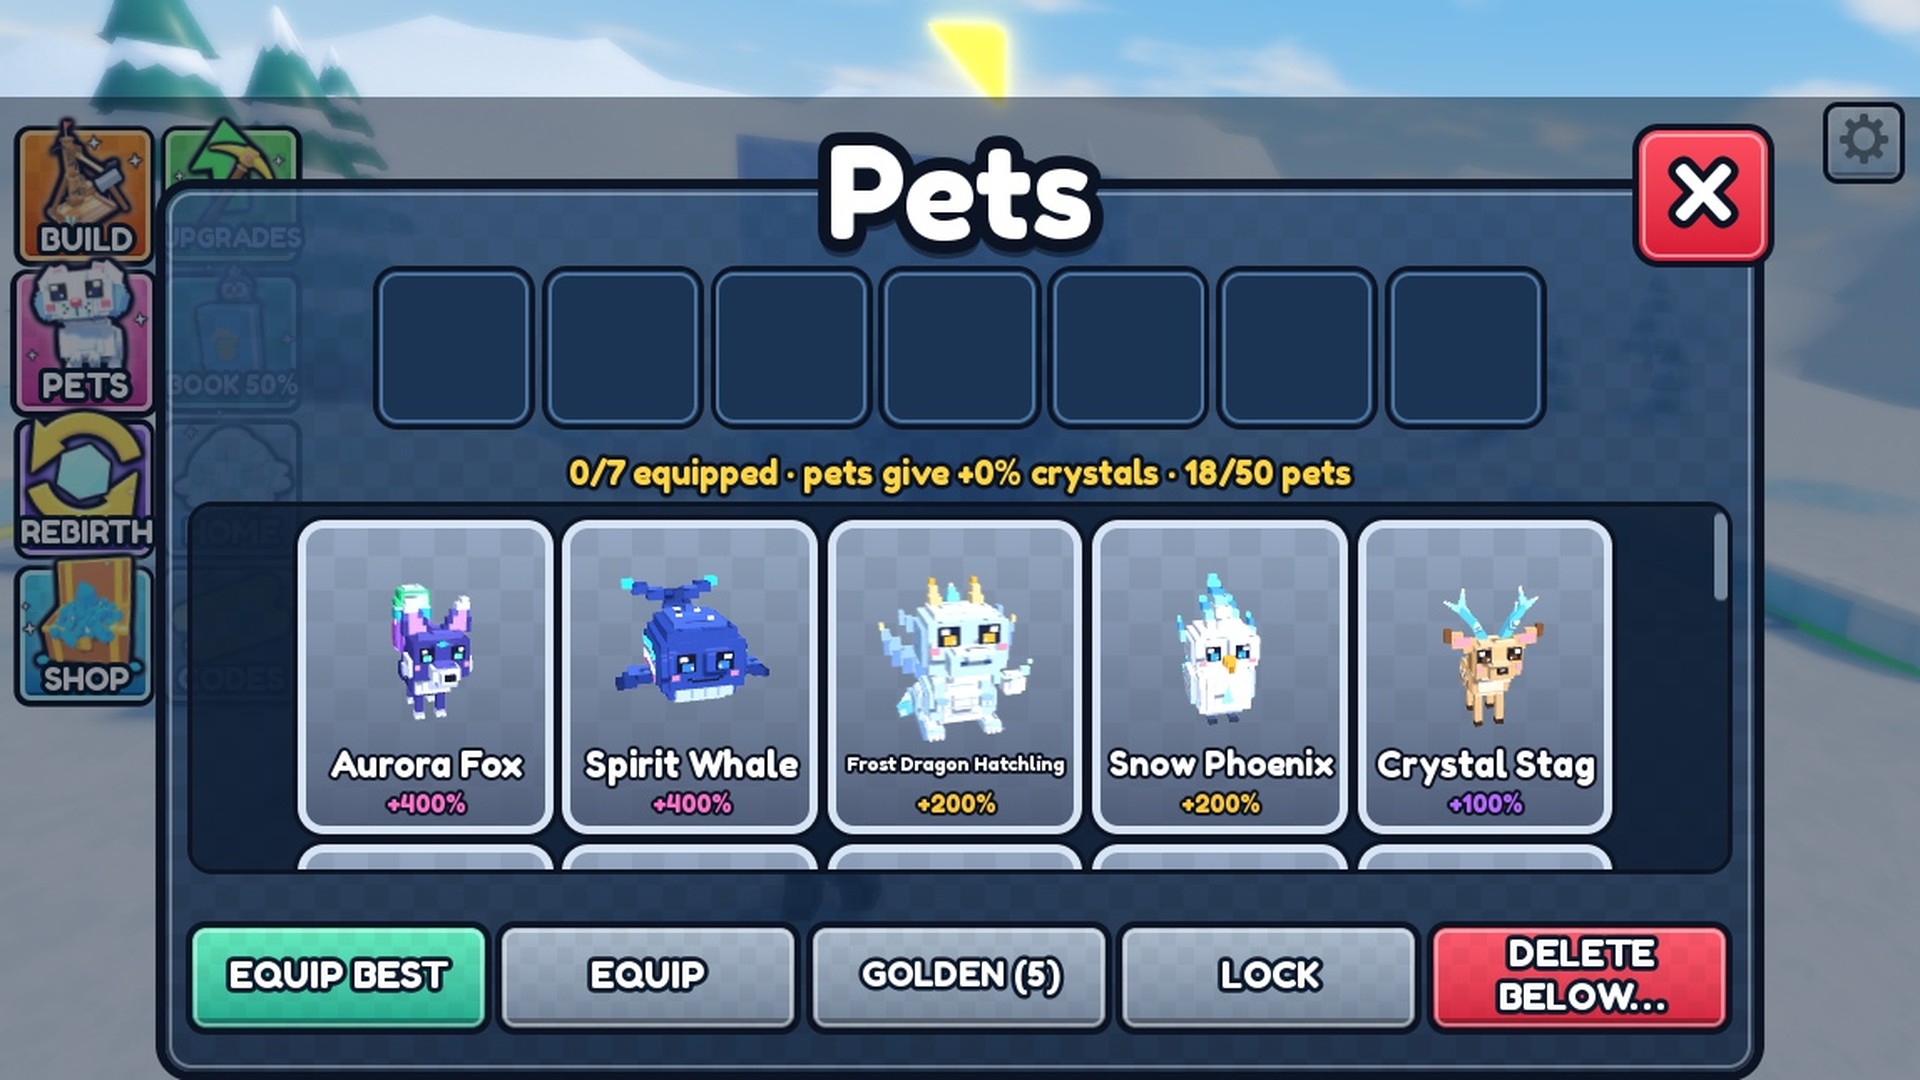 Pets
BUILD
UPGRADES
PETS
BOOK 50%
REBIRTH
HOME
SHOP
CODES
0/7 equipped · pets give +0% crystals · 18/50 pets
Aurora Fox
+400%
Spirit Whale
+400%
Frost Dragon Hatchling
+200%
Snow Phoenix
+200%
Crystal Stag
+100%
EQUIP BEST
EQUIP
GOLDEN (5)
LOCK
DELETE
BELOW...